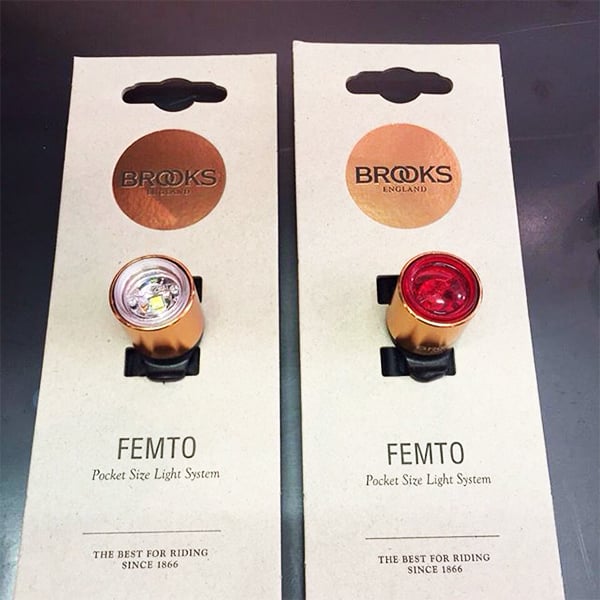 BROOKS
ENGLAND
FEMTO
Pocket Size Light System
THE BEST FOR RIDING
SINCE 1866
BROOKS
ENGLAND
FEMTO
Pocket Size Light System
THE BEST FOR RIDING
SINCE 1866